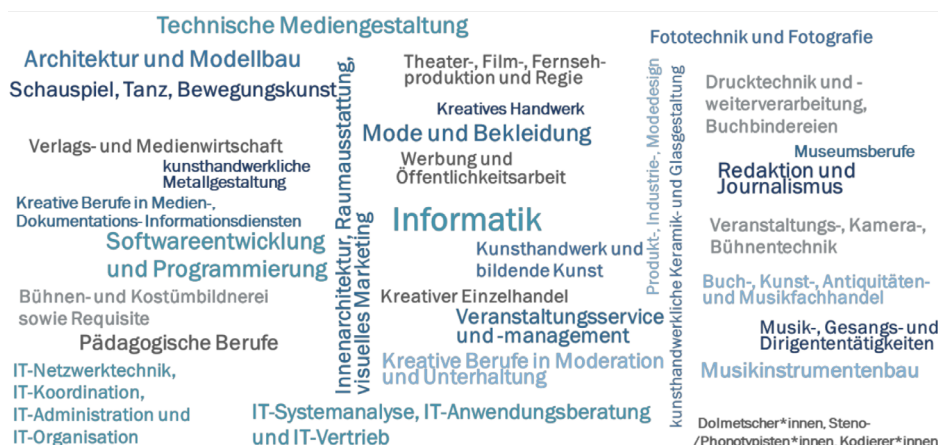 Technische Mediengestaltung
Fototechnik und Fotografie
Architektur und Modellbau
Schauspiel, Tanz, Bewegungskunst
Theater-, Film-, Fernseh-
produktion und Regie
Kreatives Handwerk
Mode und Bekleidung
Werbung und
Öffentlichkeitsarbeit
Drucktechnik und -
weiterverarbeitung,
Buchbindereien
Museumsberufe
Redaktion und
Journalismus
Verlags- und Medienwirtschaft
kunsthandwerkliche
Metallgestaltung
Kreative Berufe in Medien-,
Dokumentations- Informationsdiensten
Softwareentwicklung
und Programmierung
Innenarchitektur, Raumausstattung,
visuelles Marketing
Informatik
Kunsthandwerk und
bildende Kunst
Produkt-, Industrie-, Modedesign
kunsthandwerkliche Keramik- und Glasgestaltung
Veranstaltungs-, Kamera-,
Bühnentechnik
Buch-, Kunst-, Antiquitäten-
und Musikfachhandel
Bühnen- und Kostümbildnerei
sowie Requisite
Pädagogische Berufe
Kreativer Einzelhandel
Veranstaltungsservice
und -management
Kreative Berufe in Moderation
und Unterhaltung
Musik-, Gesangs- und
Dirigententätigkeiten
Musikinstrumentenbau
IT-Netzwerktechnik,
IT-Koordination,
IT-Administration und
IT-Organisation
IT-Systemanalyse, IT-Anwendungsberatung
und IT-Vertrieb
Dolmetscher*innen, Steno-
/Phonotypisten*innen, Kodierer*innen